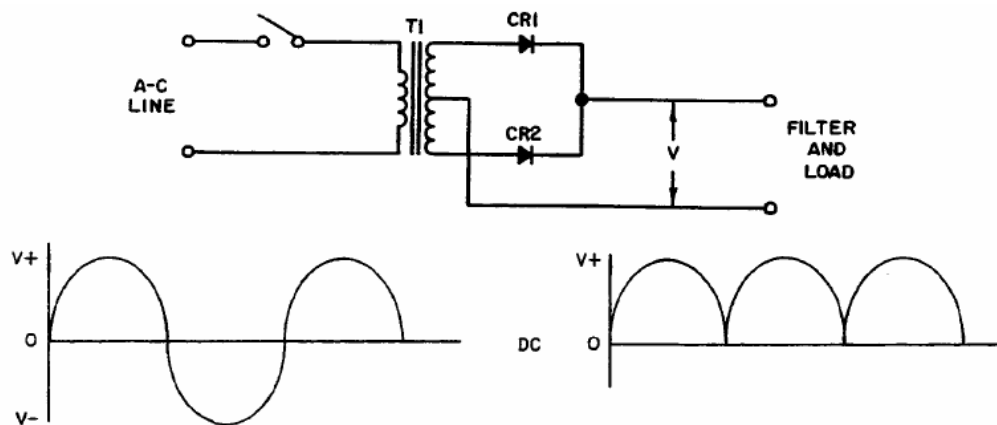 T1
CR1
A-C
LINE
CR2
V
FILTER
AND
LOAD
V+
0
V-
DC
V+
0